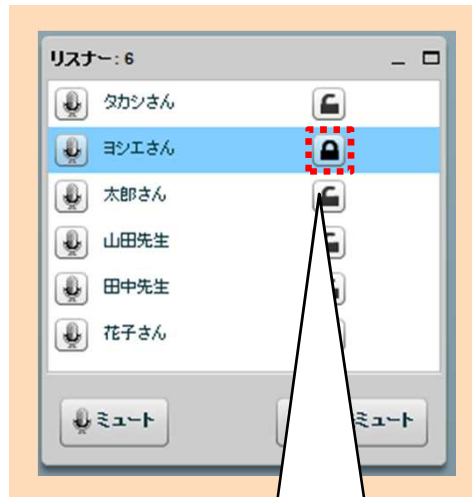 リスナー: 6
タカシさん
ヨシエさん
太郎さん
山田先生
田中先生
花子さん
ミュート
ミュート